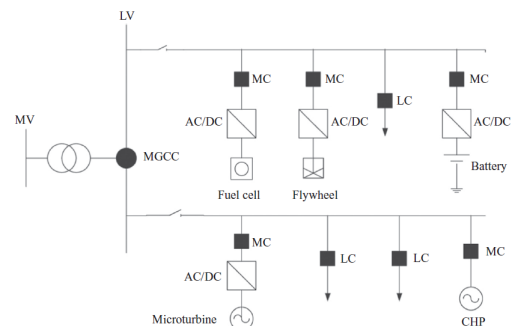 LV
MV
MC
MC
MC
LC
AC/DC
AC/DC
AC/DC
MGCC
Battery
Fuel cell
Flywheel
MC
LC
LC
MC
AC/DC
Microturbine
CHP